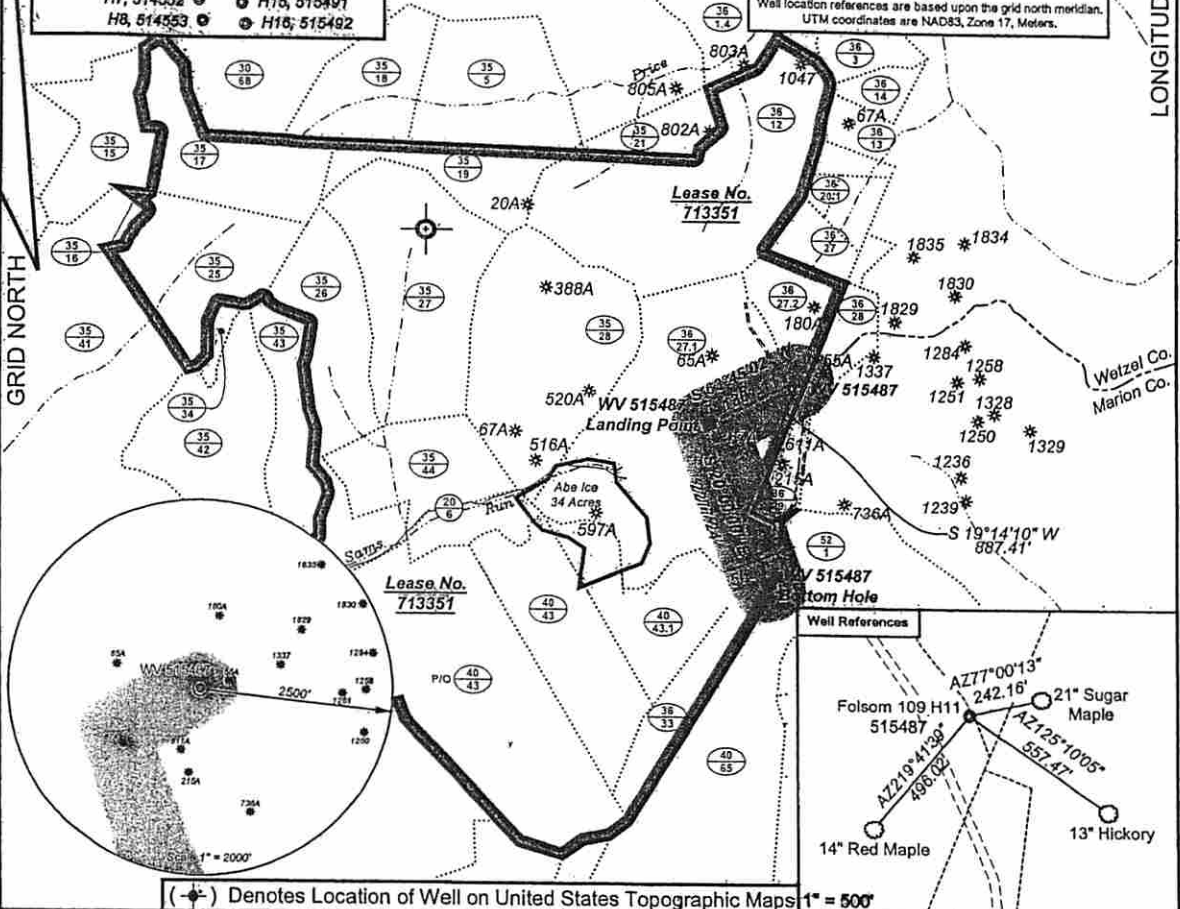 H8, 514553
H15, 515491
H16, 515492
Well location references are based upon the grid north meridian.
UTM coordinates are NAD83, Zone 17, Meters.
LONGITUD
GRID NORTH
36
1.4
803A
36
3
1047
36
14
30
68
35
18
35
5
Price
805A
36
12
67A
36
13
802A
35
21
35
15
35
17
35
19
Lease No.
713351
36
20.1
20A
36
27
1835
1834
35
16
35
25
35
26
35
27
388A
1830
36
27.2
180A
36
28
1829
35
41
35
43
35
28
36
27.1
65A
1337
1284
1258
Wetzel Co.
Marion Co.
1251
1328
WV 515487
520A
WV 515487
Landing Point
35
34
35
42
67A
516A
1250
1329
611A
35
44
Abe Ice
34 Acres
597A
1236
215A
20
6
Run
Sams
736A
1239
S 19°14'10" W
887.41'
52
1
WV 515487
Bottom Hole
Lease No.
713351
40
43
40
43.1
P/O
40
43
36
33
40
65
1835
180A
1830
1829
65A
1337
1284
1258
1251
2500'
1250
215A
736A
1" = 2000'
Well References
AZ77°00'13"
242.16'
21" Sugar
Maple
Folsom 109 H11
515487
AZ125°10'05"
557.47'
AZ219°41'39"
496.02'
14" Red Maple
13" Hickory
Denotes Location of Well on United States Topographic Maps
1" = 500'